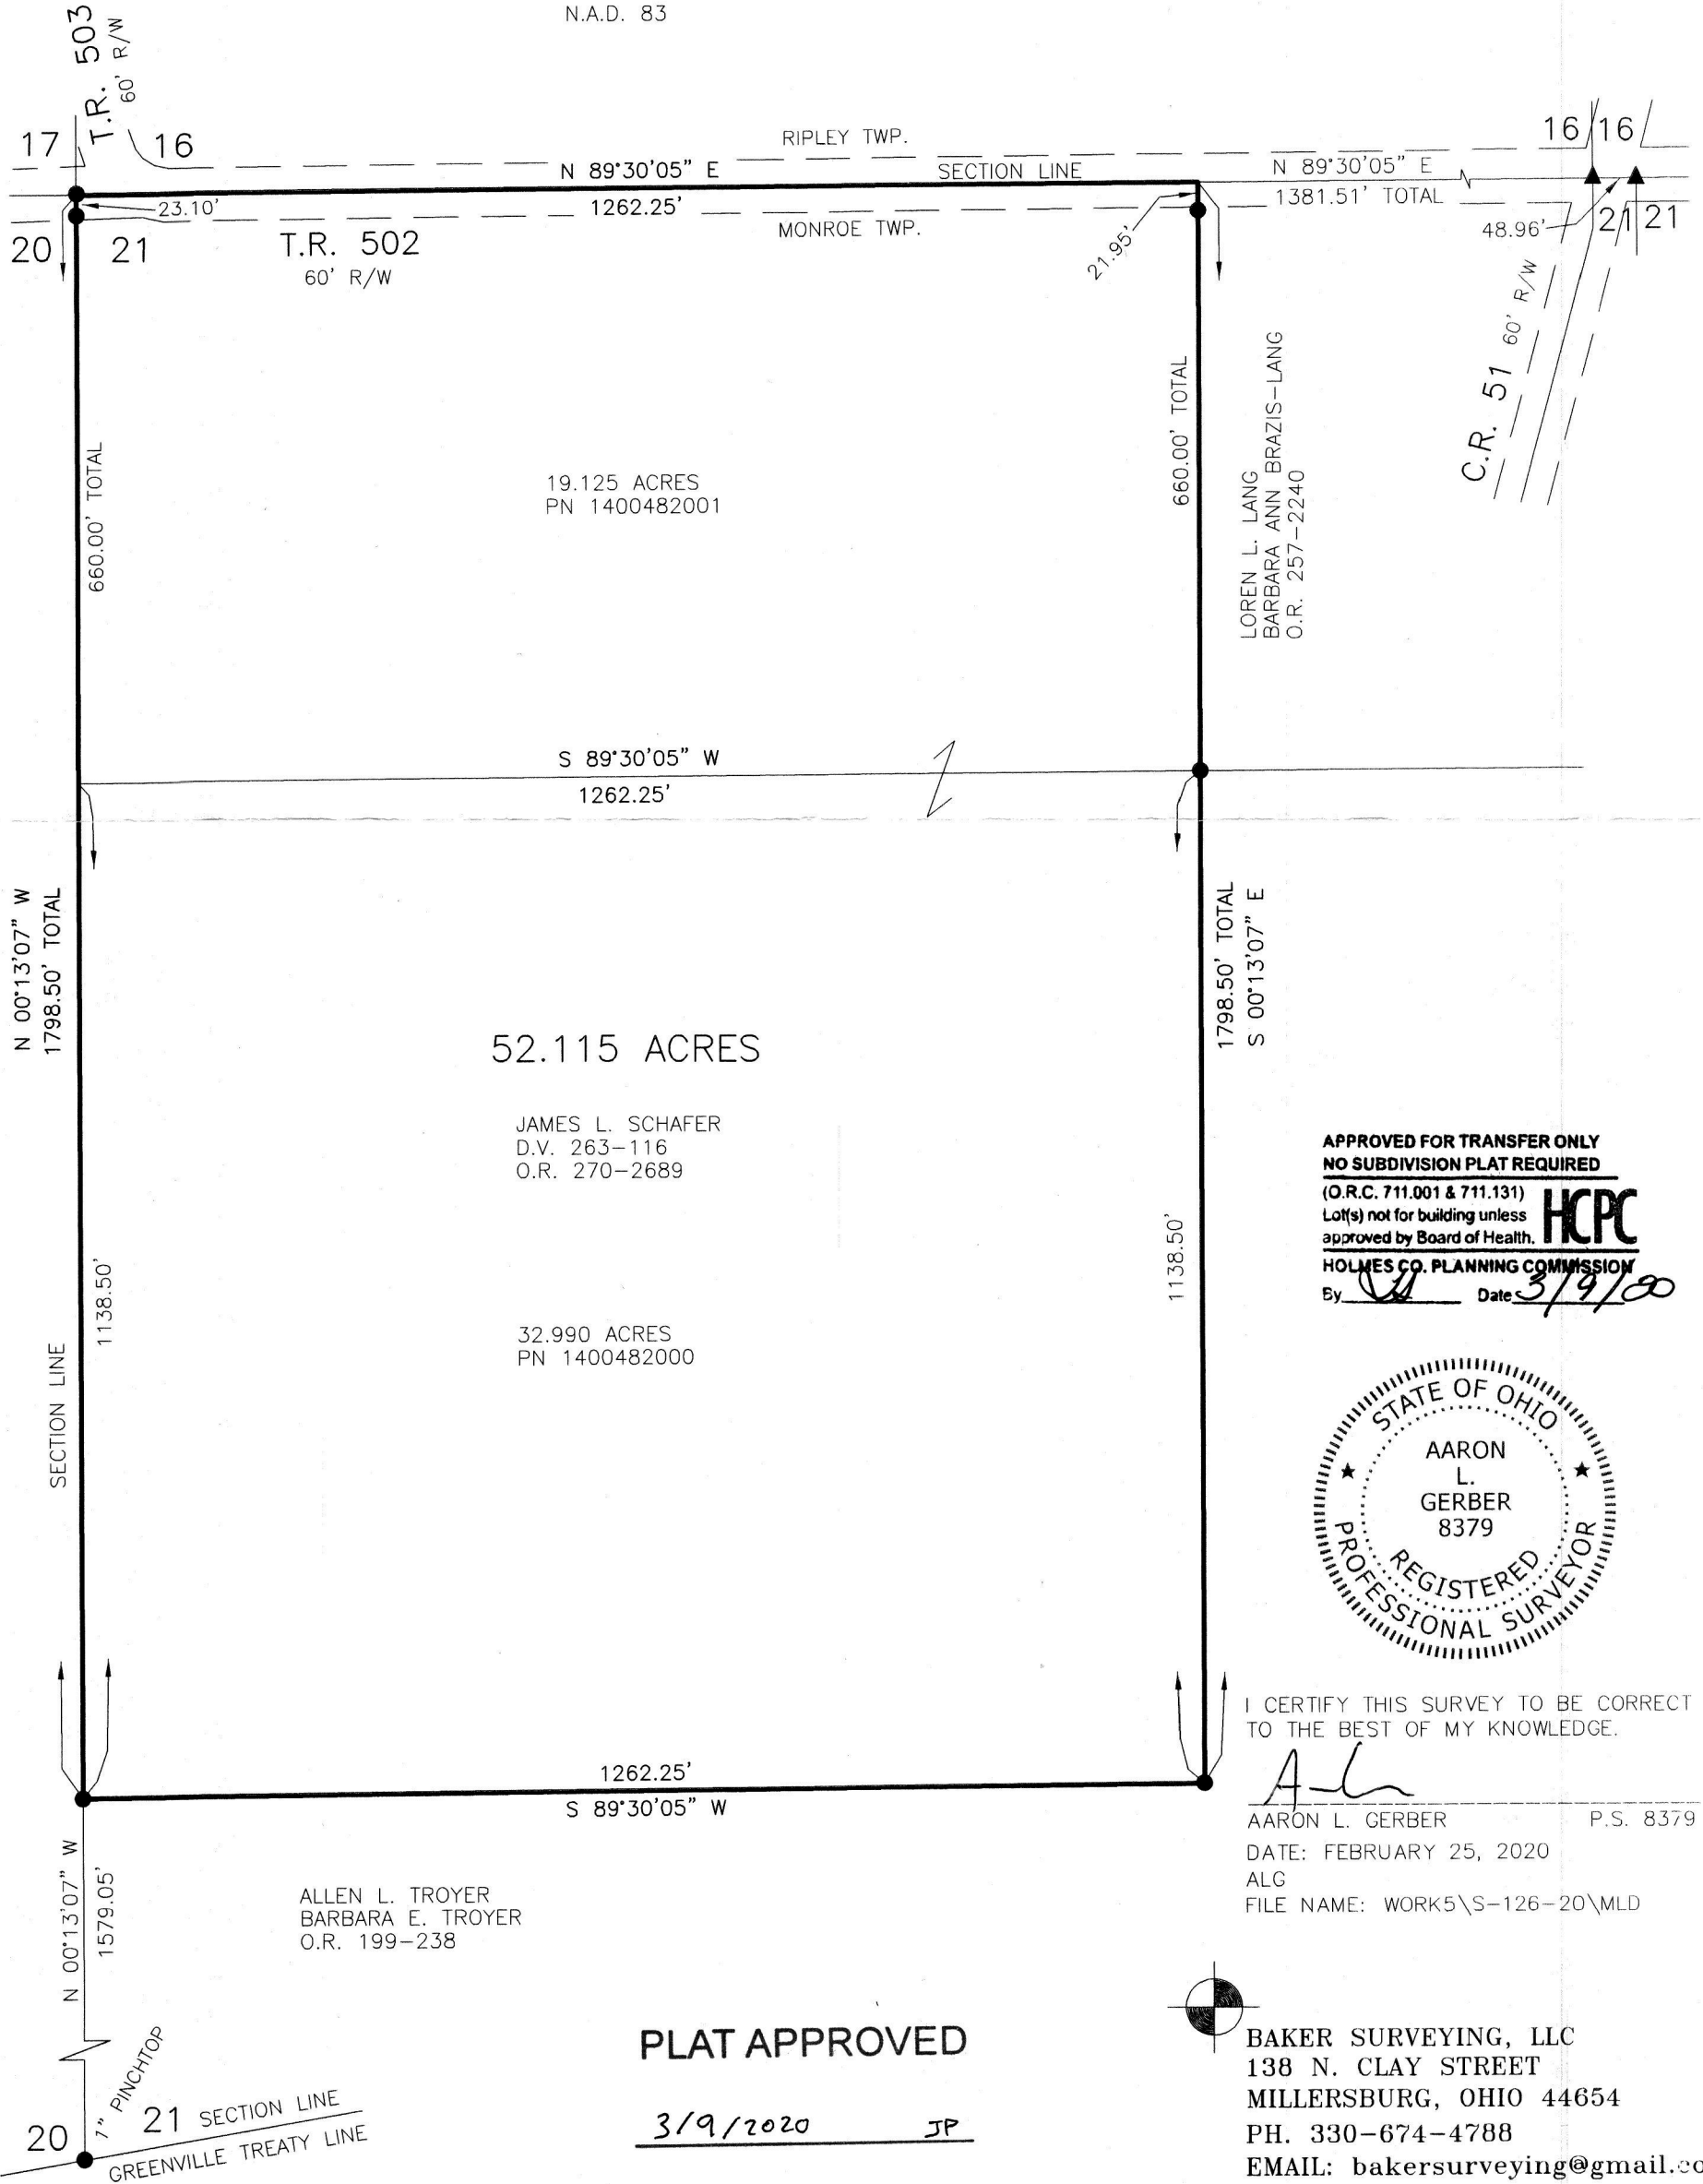 N.A.D. 83
T.R. 503
60' R/W
17
16
RIPLEY TWP.
16
16
N 89°30'05" E
SECTION LINE
N 89°30'05" E
23.10'
1262.25'
1381.51' TOTAL
MONROE TWP.
48.96'
20
21
T.R. 502
60' R/W
21.95'
21
21
C.R. 51 60' R/W
660.00' TOTAL
19.125 ACRES
PN 1400482001
660.00' TOTAL
LOREN L. LANG
BARBARA ANN BRAZIS-LANG
O.R. 257-2240
S 89°30'05" W
1262.25'
N 00°13'07" W
1798.50' TOTAL
1798.50' TOTAL
S 00°13'07" E
52.115 ACRES
JAMES L. SCHAFER
D.V. 263-116
O.R. 270-2689
1138.50'
1138.50'
SECTION LINE
32.990 ACRES
PN 1400482000
APPROVED FOR TRANSFER ONLY
NO SUBDIVISION PLAT REQUIRED
(O.R.C. 711.001 & 711.131)
Lot(s) not for building unless
approved by Board of Health.
HCPC
HOLMES CO. PLANNING COMMISSION
By Date 3/9/20
STATE OF OHIO
AARON
L.
GERBER
8379
REGISTERED
PROFESSIONAL SURVEYOR
I CERTIFY THIS SURVEY TO BE CORRECT
TO THE BEST OF MY KNOWLEDGE.
AARON L. GERBER P.S. 8379
DATE: FEBRUARY 25, 2020
ALG
FILE NAME: WORK5\S-126-20\MLD
1262.25'
S 89°30'05" W
N 00°13'07" W
1579.05'
ALLEN L. TROYER
BARBARA E. TROYER
O.R. 199-238
7" PINCHTOP
20
21
SECTION LINE
GREENVILLE TREATY LINE
PLAT APPROVED
3/9/2020 JP
BAKER SURVEYING, LLC
138 N. CLAY STREET
MILLERSBURG, OHIO 44654
PH. 330-674-4788
EMAIL: bakersurveying@gmail.co